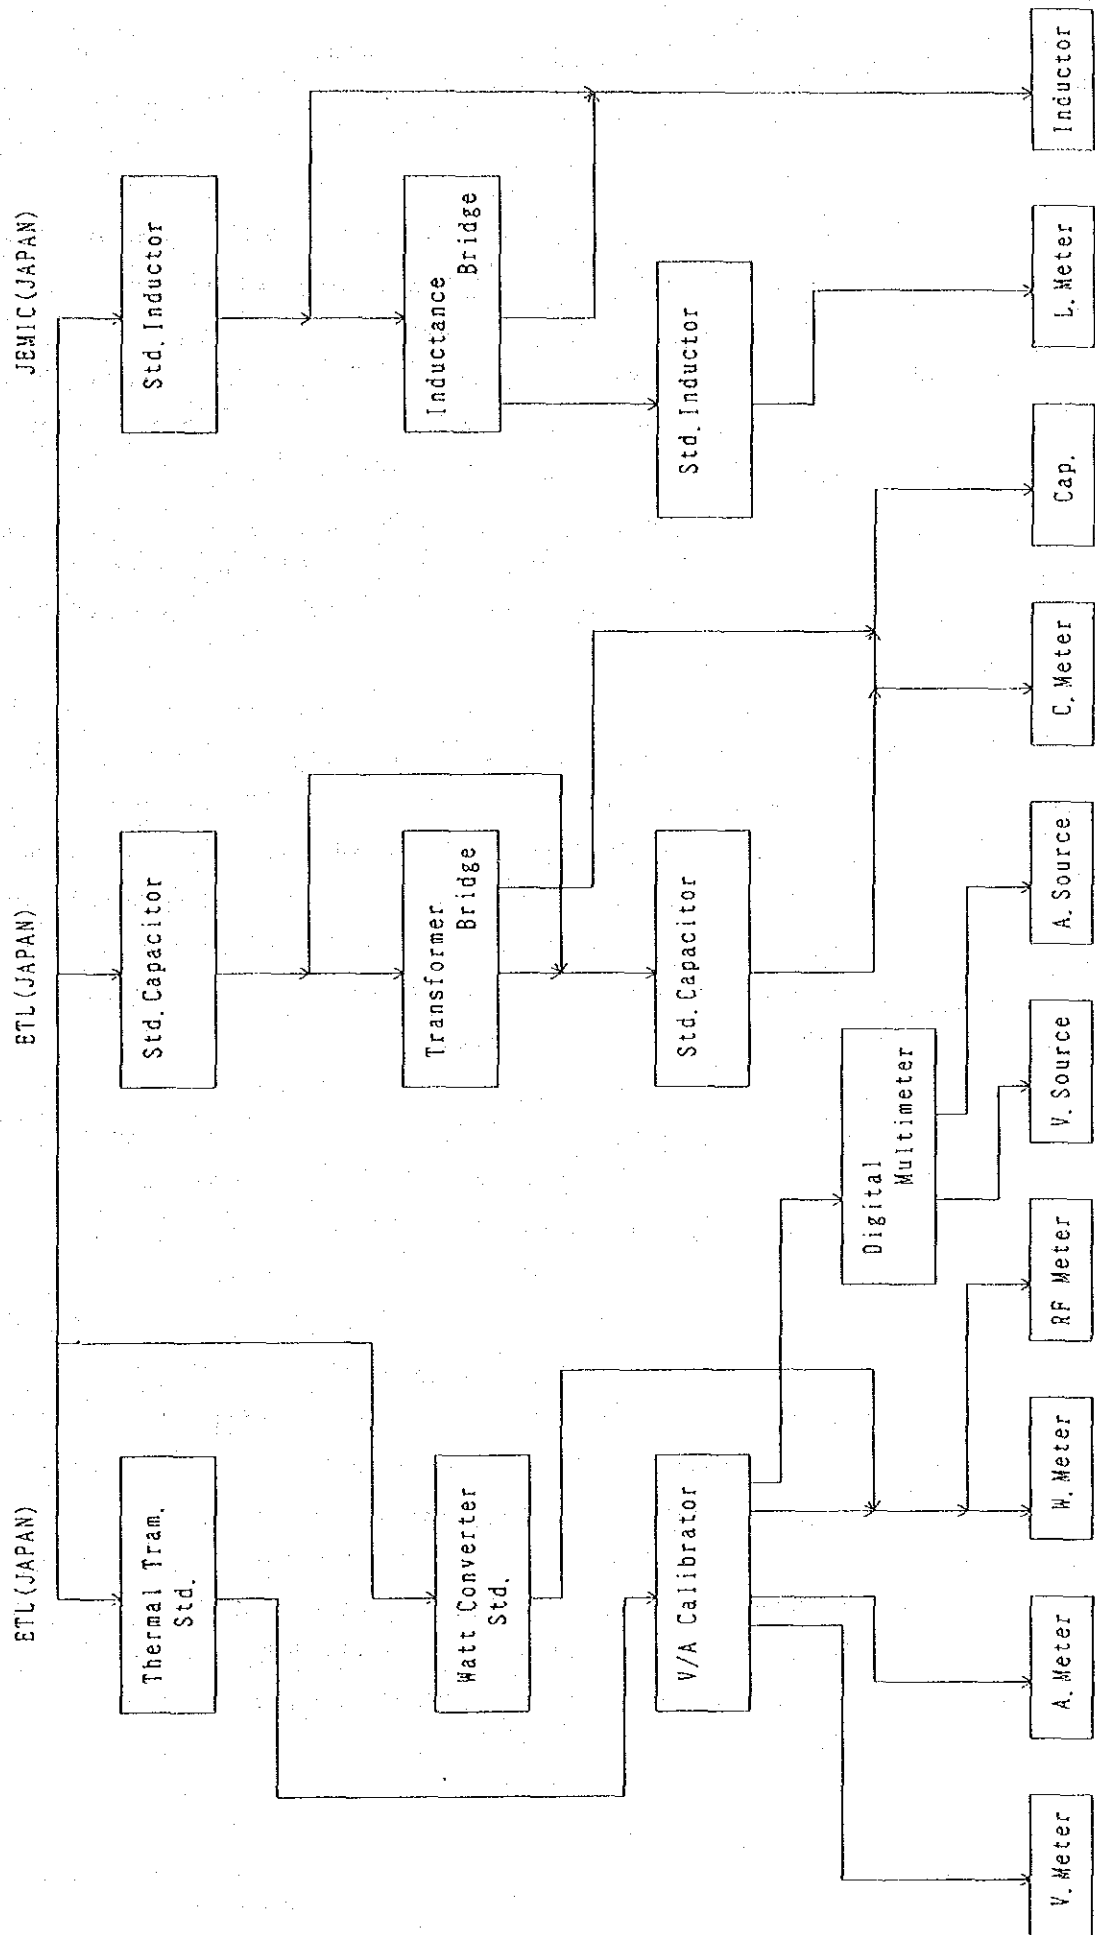 ETL(JAPAN)
ETL(JAPAN)
JEMIC(JAPAN)
Thermal Tram.
Std.
Std. Capacitor
Std. Inductor
Watt Converter
Std.
Transformer
Bridge
Inductance
Bridge
V/A Calibrator
Std. Capacitor
Std. Inductor
Digital
Multimeter
V. Meter
A. Meter
W. Meter
RF Meter
V. Source
A. Source
C. Meter
Cap.
L. Meter
Inductor